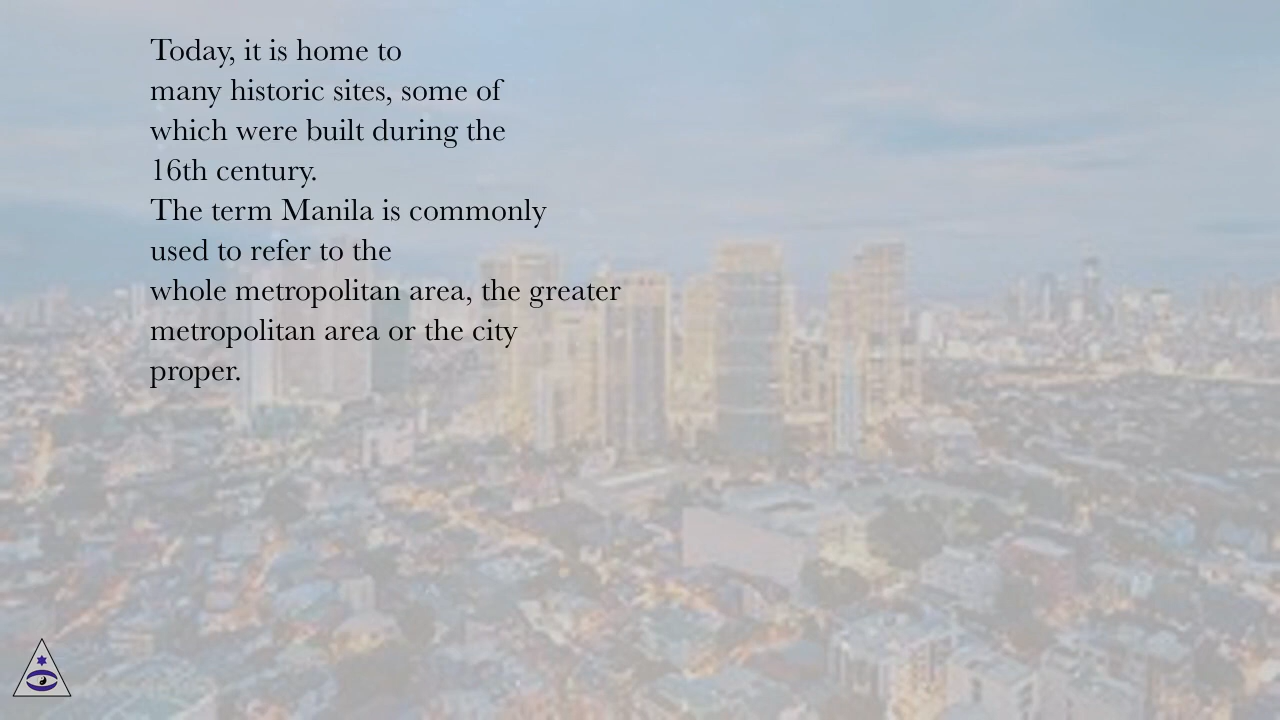 Today, it is home to
many historic sites, some of
which were built during the
16th century.
The term Manila is commonly
used to refer to the
whole metropolitan area, the greater
metropolitan area or the city
proper.